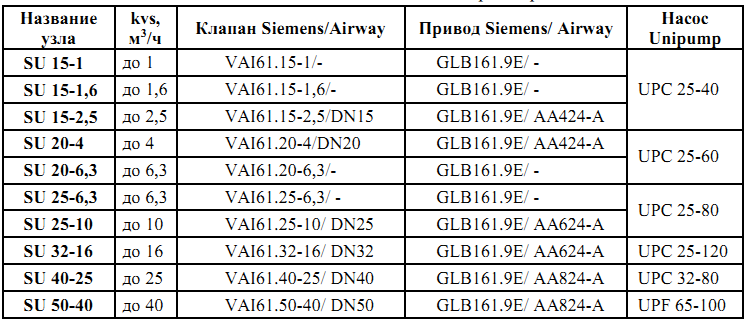 Название узла | kvs, м³/ч | Клапан Siemens/Airway | Привод Siemens/ Airway | Насос Unipump
SU 15-1 | до 1 | VAI61.15-1/- | GLB161.9E/ - | UPC 25-40
SU 15-1,6 | до 1,6 | VAI61.15-1,6/- | GLB161.9E/ -
SU 15-2,5 | до 2,5 | VAI61.15-2,5/DN15 | GLB161.9E/ AA424-A
SU 20-4 | до 4 | VAI61.20-4/DN20 | GLB161.9E/ AA424-A | UPC 25-60
SU 20-6,3 | до 6,3 | VAI61.20-6,3/- | GLB161.9E/ -
SU 25-6,3 | до 6,3 | VAI61.25-6,3/ - | GLB161.9E/ - | UPC 25-80
SU 25-10 | до 10 | VAI61.25-10/ DN25 | GLB161.9E/ AA624-A
SU 32-16 | до 16 | VAI61.32-16/ DN32 | GLB161.9E/ AA624-A | UPC 25-120
SU 40-25 | до 25 | VAI61.40-25/ DN40 | GLB161.9E/ AA824-A | UPC 32-80
SU 50-40 | до 40 | VAI61.50-40/ DN50 | GLB161.9E/ AA824-A | UPF 65-100